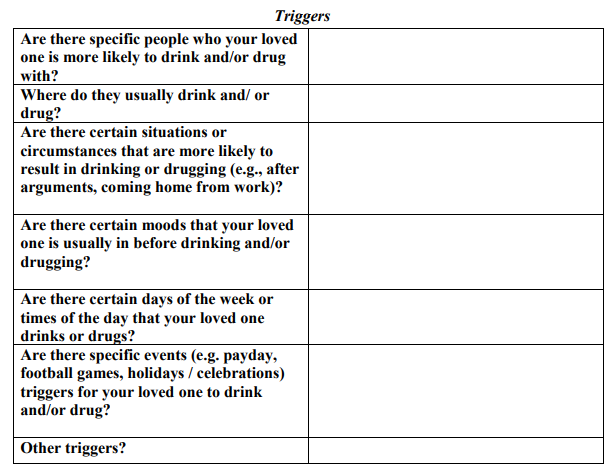 Triggers
Are there specific people who your loved
one is more likely to drink and/or drug
with?
Where do they usually drink and/ or
drug?
Are there certain situations or
circumstances that are more likely to
result in drinking or drugging (e.g., after
arguments, coming home from work)?
Are there certain moods that your loved
one is usually in before drinking and/or
drugging?
Are there certain days of the week or
times of the day that your loved one
drinks or drugs?
Are there specific events (e.g. payday,
football games, holidays / celebrations)
triggers for your loved one to drink
and/or drug?
Other triggers?